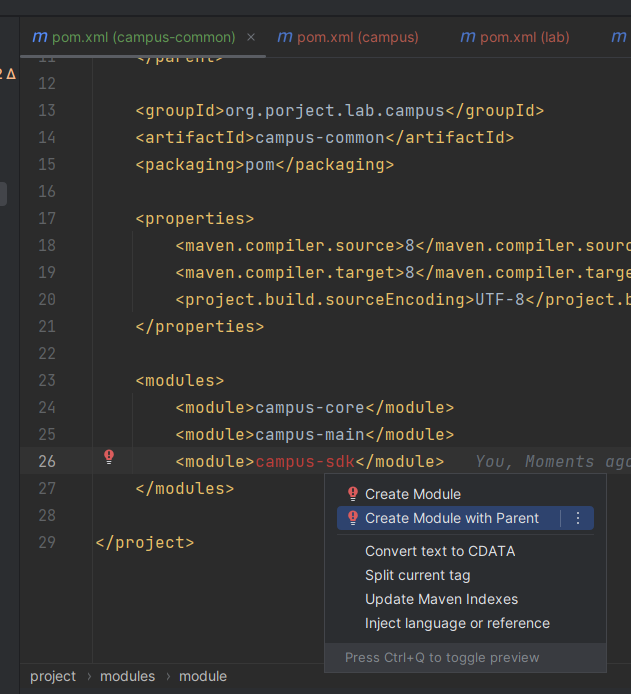 pom.xml (campus-common)
pom.xml (campus)
pom.xml (lab)
11 </parent>
12
13 <groupId>org.porject.lab.campus</groupId>
14 <artifactId>campus-common</artifactId>
15 <packaging>pom</packaging>
16
17 <properties>
18 <maven.compiler.source>8</maven.compiler.sourc
19 <maven.compiler.target>8</maven.compiler.targe
20 <project.build.sourceEncoding>UTF-8</project.b
21 </properties>
22
23 <modules>
24 <module>campus-core</module>
25 <module>campus-main</module>
26 <module>campus-sdk</module> You, Moments ago
27 </modules>
28
29 </project>
Create Module
Create Module with Parent
Convert text to CDATA
Split current tag
Update Maven Indexes
Inject language or reference
Press Ctrl+Q to toggle preview
project › modules › module